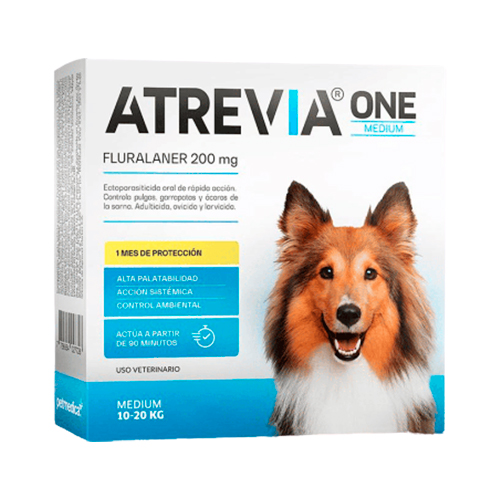 ATREVIA® ONE
MEDIUM
FLURALANER 200 mg
Ectoparasiticida oral de rápida acción.
Controla pulgas, garrapatas y ácaros de
la sarna. Adulticida, ovicida y larvicida.
1 MES DE PROTECCIÓN
ALTA PALATABILIDAD
ACCIÓN SISTÉMICA
CONTROL AMBIENTAL
ACTÚA A PARTIR
DE 90 MINUTOS
USO VETERINARIO
MEDIUM
10-20 KG
petmedica